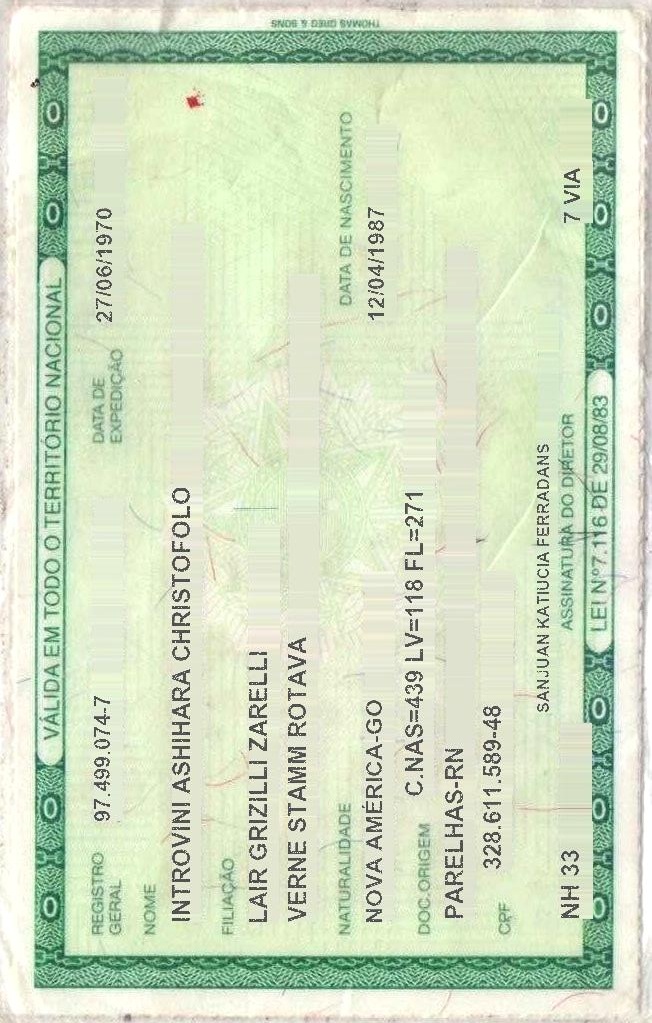 THOMAS GREG & SONS
VÁLIDA EM TODO O TERRITÓRIO NACIONAL
REGISTRO GERAL 97.499.074-7 DATA DE EXPEDIÇÃO 27/06/1970
NOME
INTROVINI ASHIHARA CHRISTOFOLO
FILIAÇÃO
LAIR GRIZILLI ZARELLI
VERNE STAMM ROTAVA
NATURALIDADE DATA DE NASCIMENTO
NOVA AMÉRICA-GO 12/04/1987
DOC.ORIGEM C.NAS=439 LV=118 FL=271
PARELHAS-RN
CPF 328.611.589-48
SANJUAN KATIUCIA FERRADANS
NH 33 ASSINATURA DO DIRETOR 7 VIA
LEI Nº7.116 DE 29/08/83